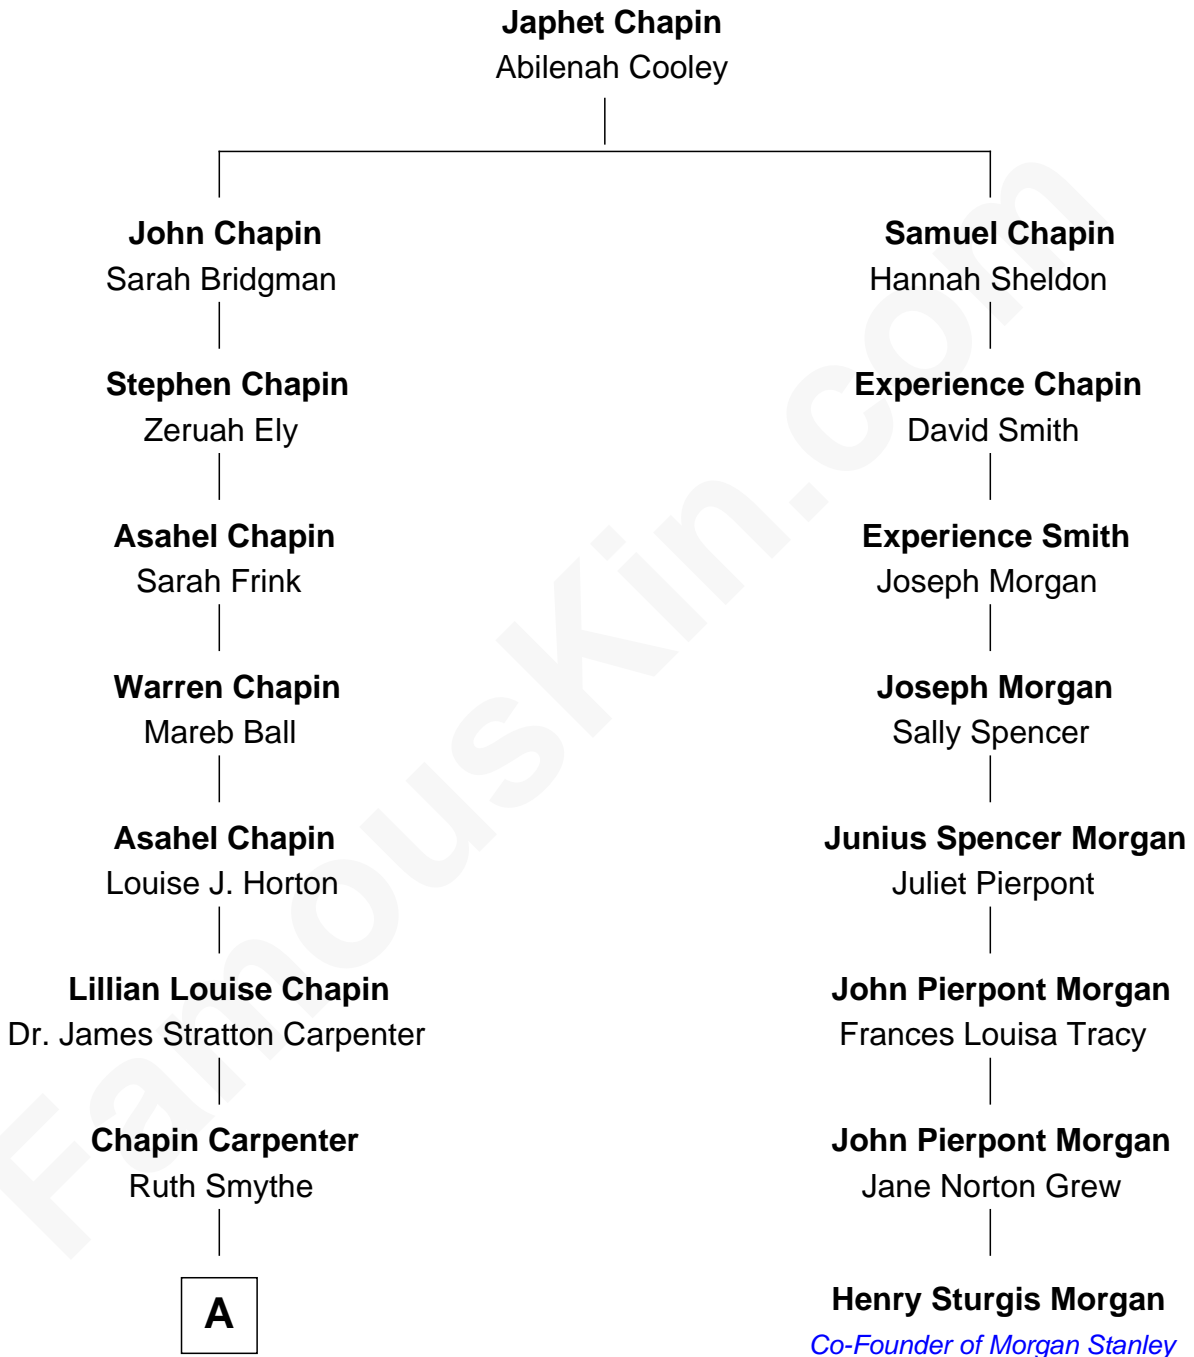 Japhet Chapin
Abilenah Cooley
John Chapin
Sarah Bridgman
Stephen Chapin
Zeruah Ely
Asahel Chapin
Sarah Frink
Warren Chapin
Mareb Ball
Asahel Chapin
Louise J. Horton
Lillian Louise Chapin
Dr. James Stratton Carpenter
Chapin Carpenter
Ruth Smythe
A
Samuel Chapin
Hannah Sheldon
Experience Chapin
David Smith
Experience Smith
Joseph Morgan
Joseph Morgan
Sally Spencer
Junius Spencer Morgan
Juliet Pierpont
John Pierpont Morgan
Frances Louisa Tracy
John Pierpont Morgan
Jane Norton Grew
Henry Sturgis Morgan
Co-Founder of Morgan Stanley
FamousKin.com